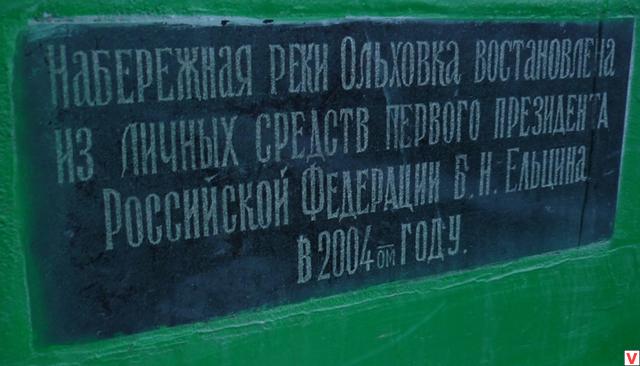 Набережная реки Ольховка востановлена
из личных средств первого президента
Российской Федерации Б. Н. Ельцина
в 2004 ом году.
V